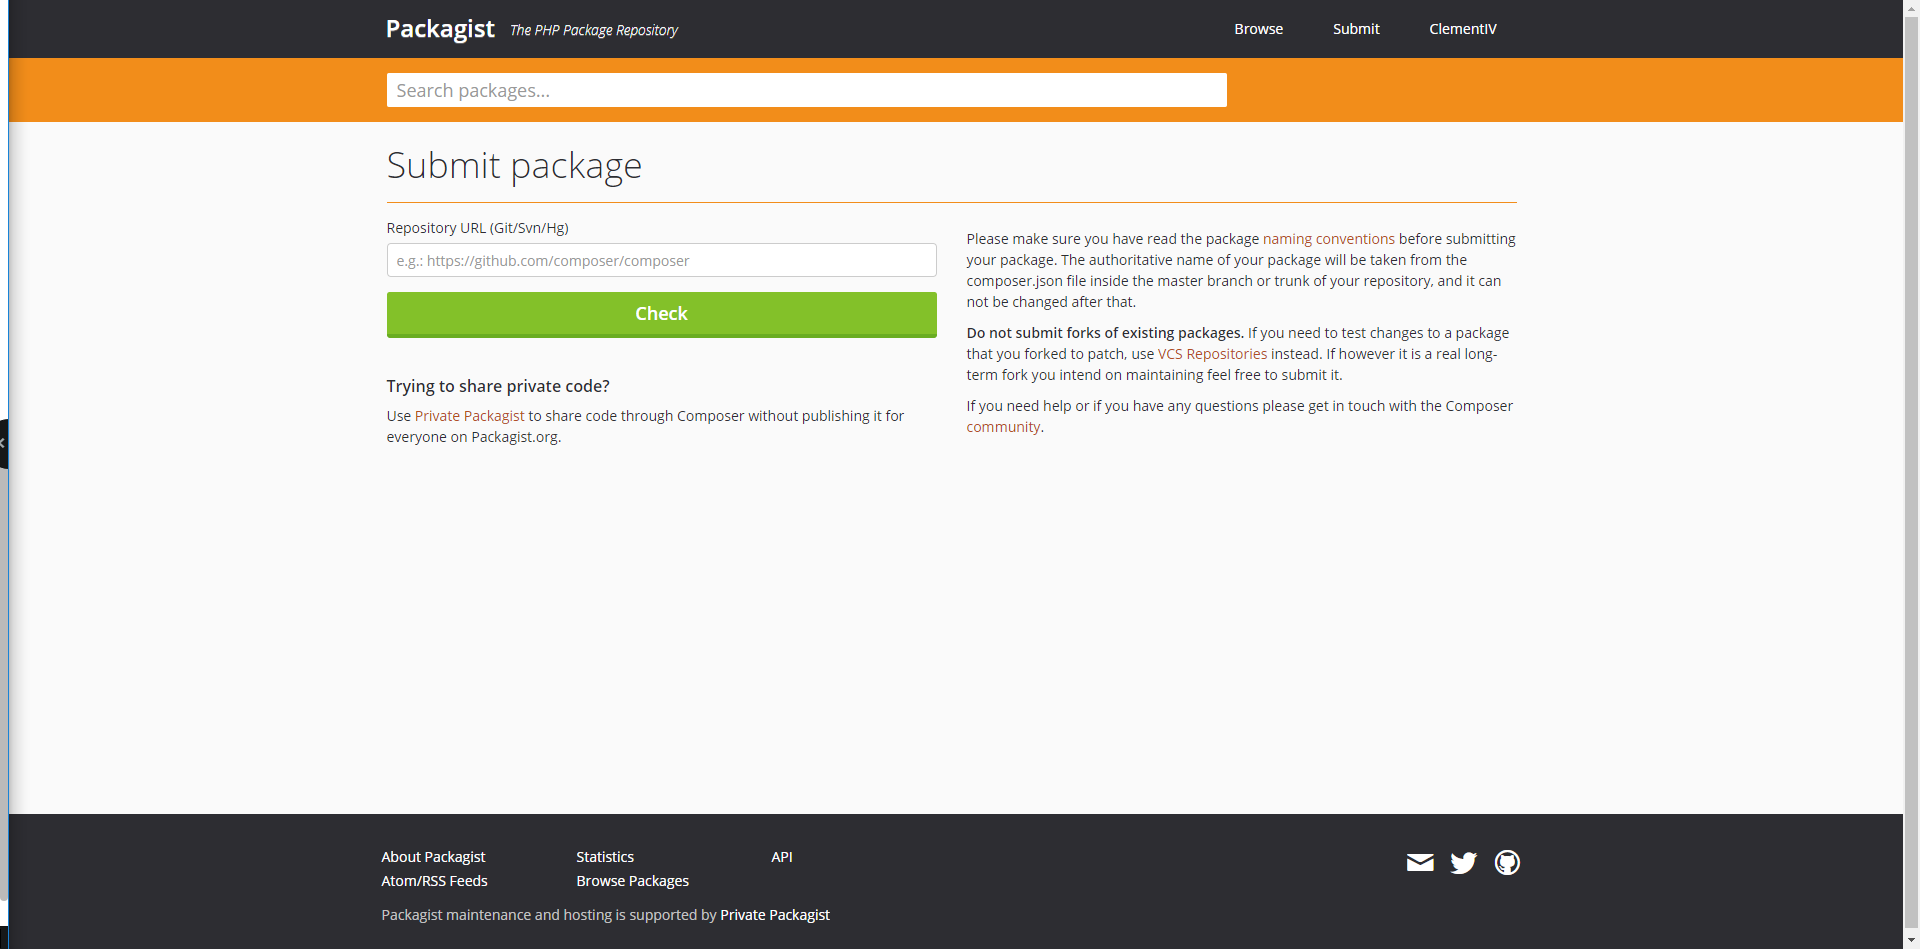 Packagist The PHP Package Repository
Browse Submit ClementIV
Search packages...
Submit package
Repository URL (Git/Svn/Hg)
e.g.: https://github.com/composer/composer
Check
Trying to share private code?
Use Private Packagist to share code through Composer without publishing it for
everyone on Packagist.org.
Please make sure you have read the package naming conventions before submitting
your package. The authoritative name of your package will be taken from the
composer.json file inside the master branch or trunk of your repository, and it can
not be changed after that.
Do not submit forks of existing packages. If you need to test changes to a package
that you forked to patch, use VCS Repositories instead. If however it is a real long-
term fork you intend on maintaining feel free to submit it.
If you need help or if you have any questions please get in touch with the Composer
community.
About Packagist
Atom/RSS Feeds
Statistics
Browse Packages
API
Packagist maintenance and hosting is supported by Private Packagist